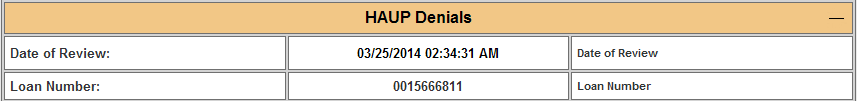 HAUP Denials —
Date of Review: 03/25/2014 02:34:31 AM Date of Review
Loan Number: 0015666811 Loan Number